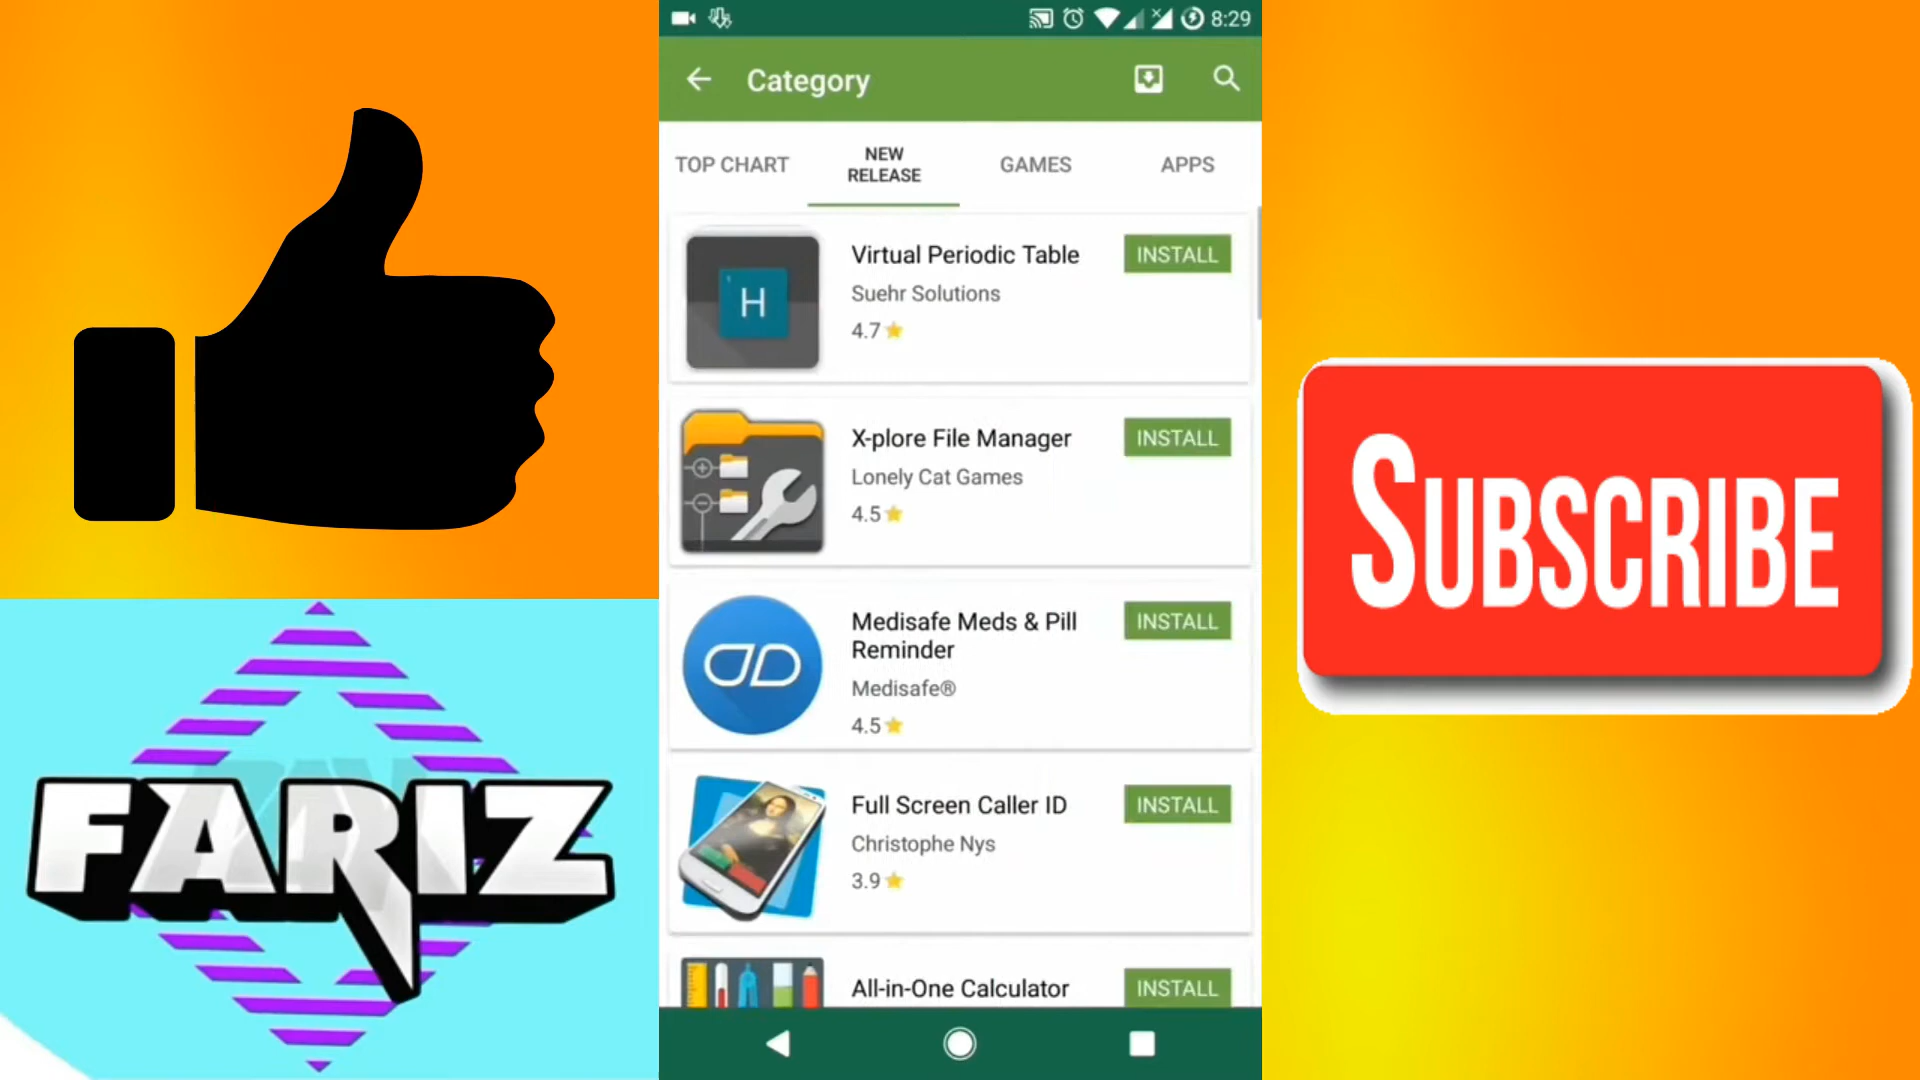 8:29
Category
TOP CHART
NEW
RELEASE
GAMES
APPS
H
Virtual Periodic Table
INSTALL
Suehr Solutions
4.7
X-plore File Manager
INSTALL
Lonely Cat Games
4.5
Medisafe Meds & Pill
Reminder
INSTALL
Medisafe®
4.5
Full Screen Caller ID
INSTALL
Christophe Nys
3.9
All-in-One Calculator
INSTALL
FARIZ
SUBSCRIBE